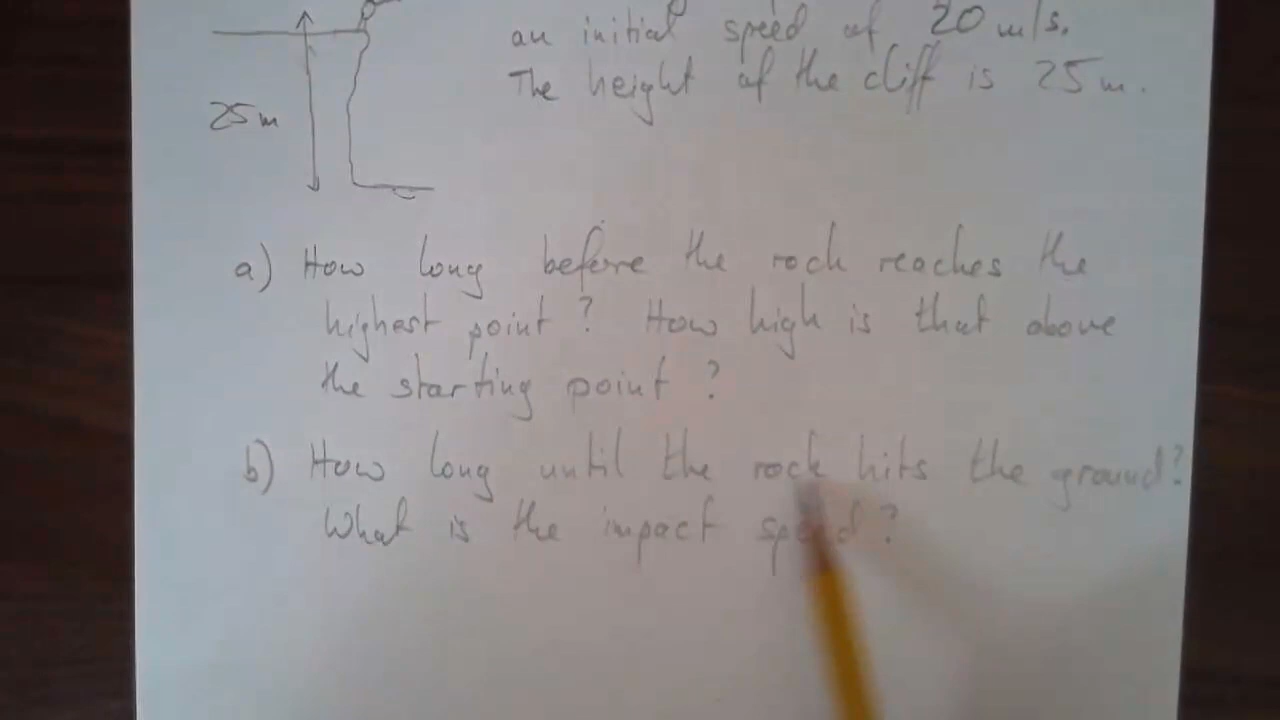 an initial speed of 20 m/s.
The height of the cliff is 25 m.
25 m
a) How long before the rock reaches the
highest point? How high is that above
the starting point?
b) How long until the rock hits the ground?
What is the impact speed?